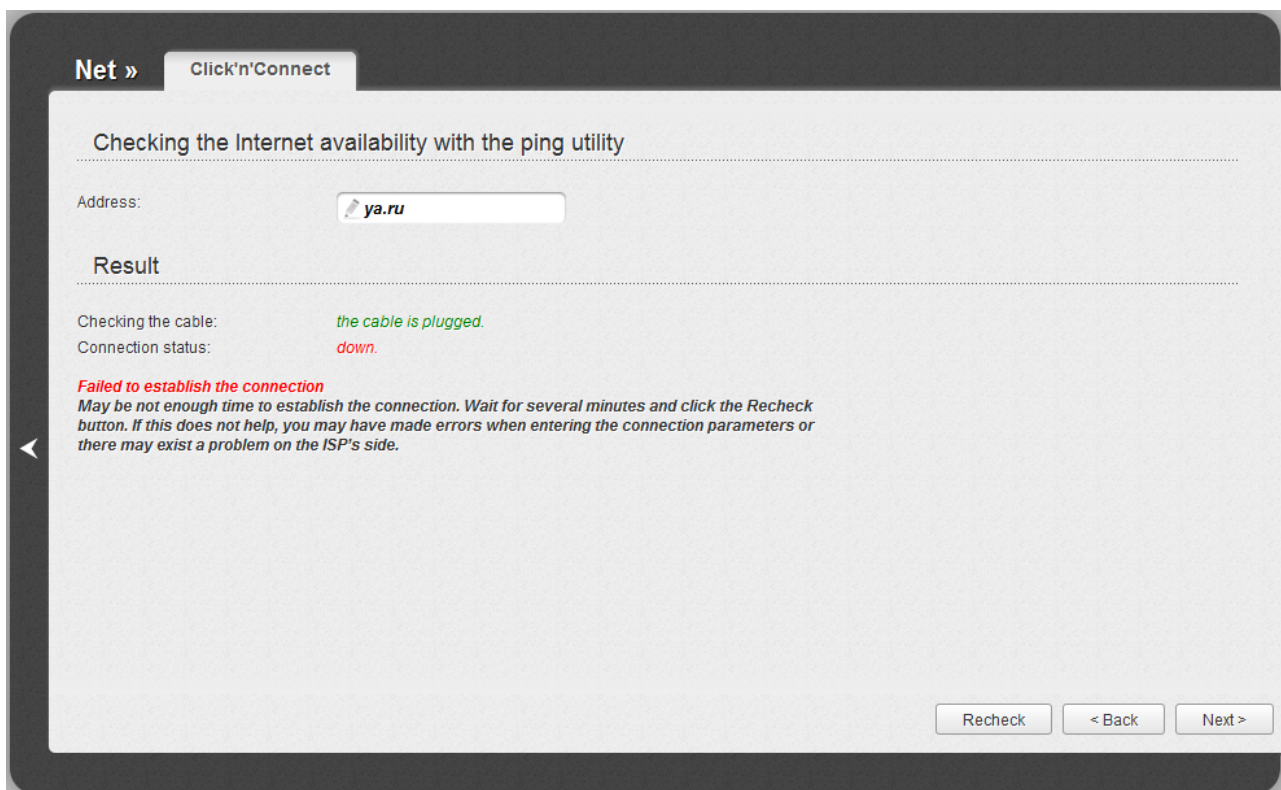 Net » Click'n'Connect
Checking the Internet availability with the ping utility
Address: ya.ru
Result
Checking the cable: the cable is plugged.
Connection status: down.
Failed to establish the connection
May be not enough time to establish the connection. Wait for several minutes and click the Recheck
button. If this does not help, you may have made errors when entering the connection parameters or
there may exist a problem on the ISP's side.
Recheck < Back Next >